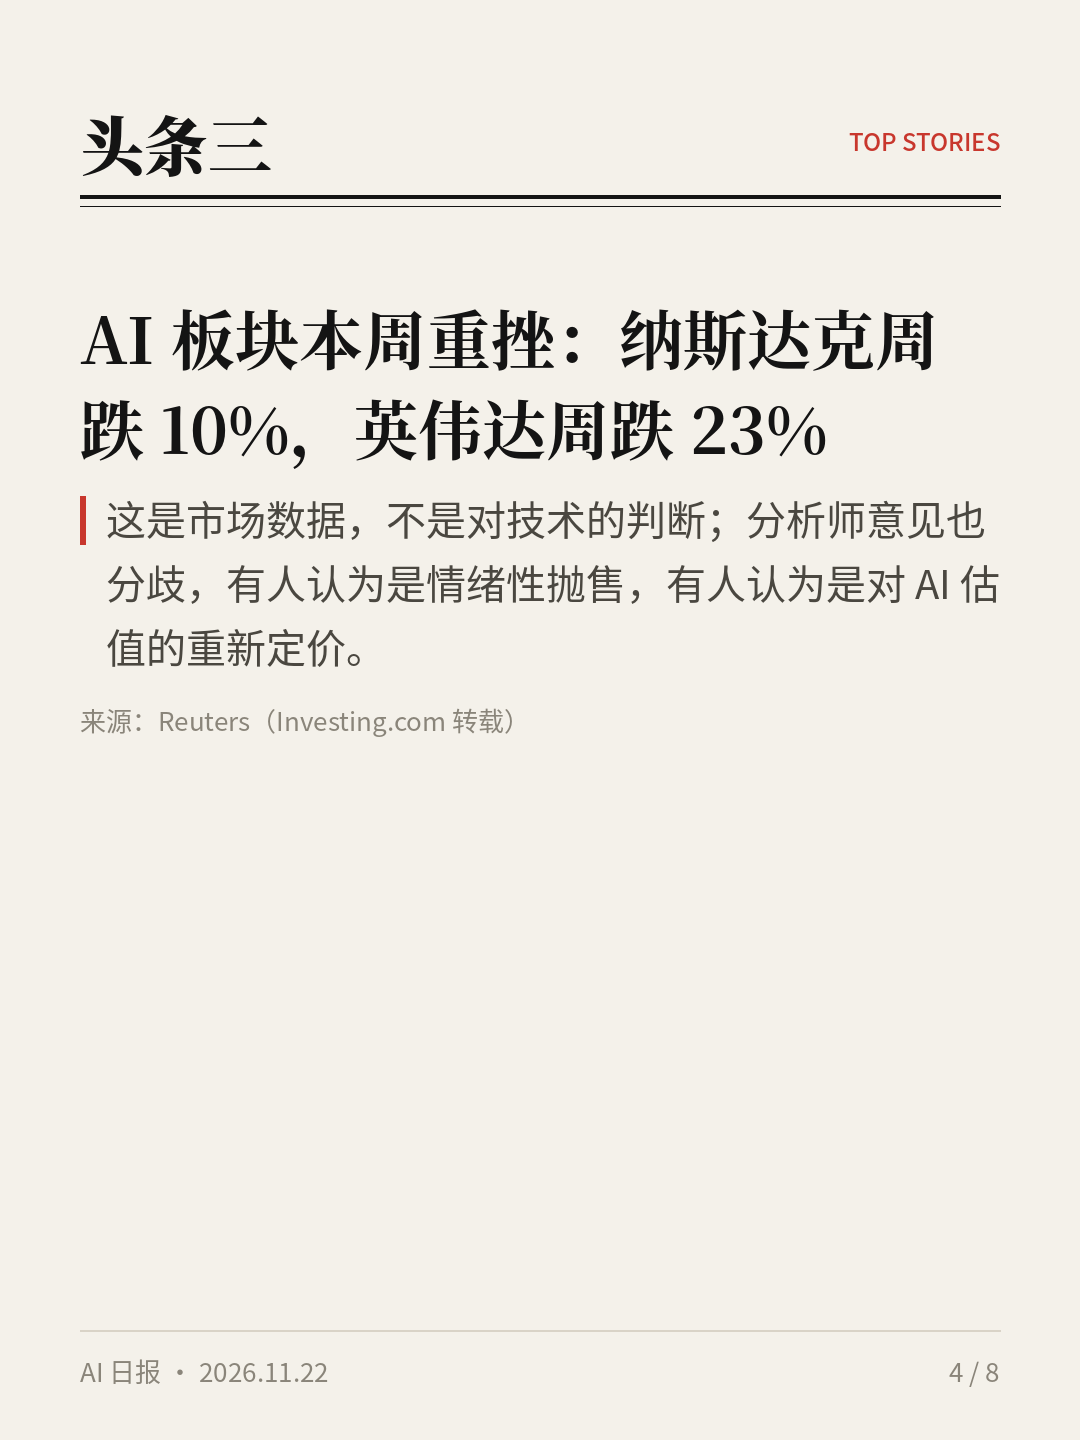 头条三
TOP STORIES
AI 板块本周重挫：纳斯达克周
跌 10%，英伟达周跌 23%
这是市场数据，不是对技术的判断；分析师意见也
分歧，有人认为是情绪性抛售，有人认为是对 AI 估
值的重新定价。
来源：Reuters（Investing.com 转载）
AI 日报 · 2026.11.22
4 / 8